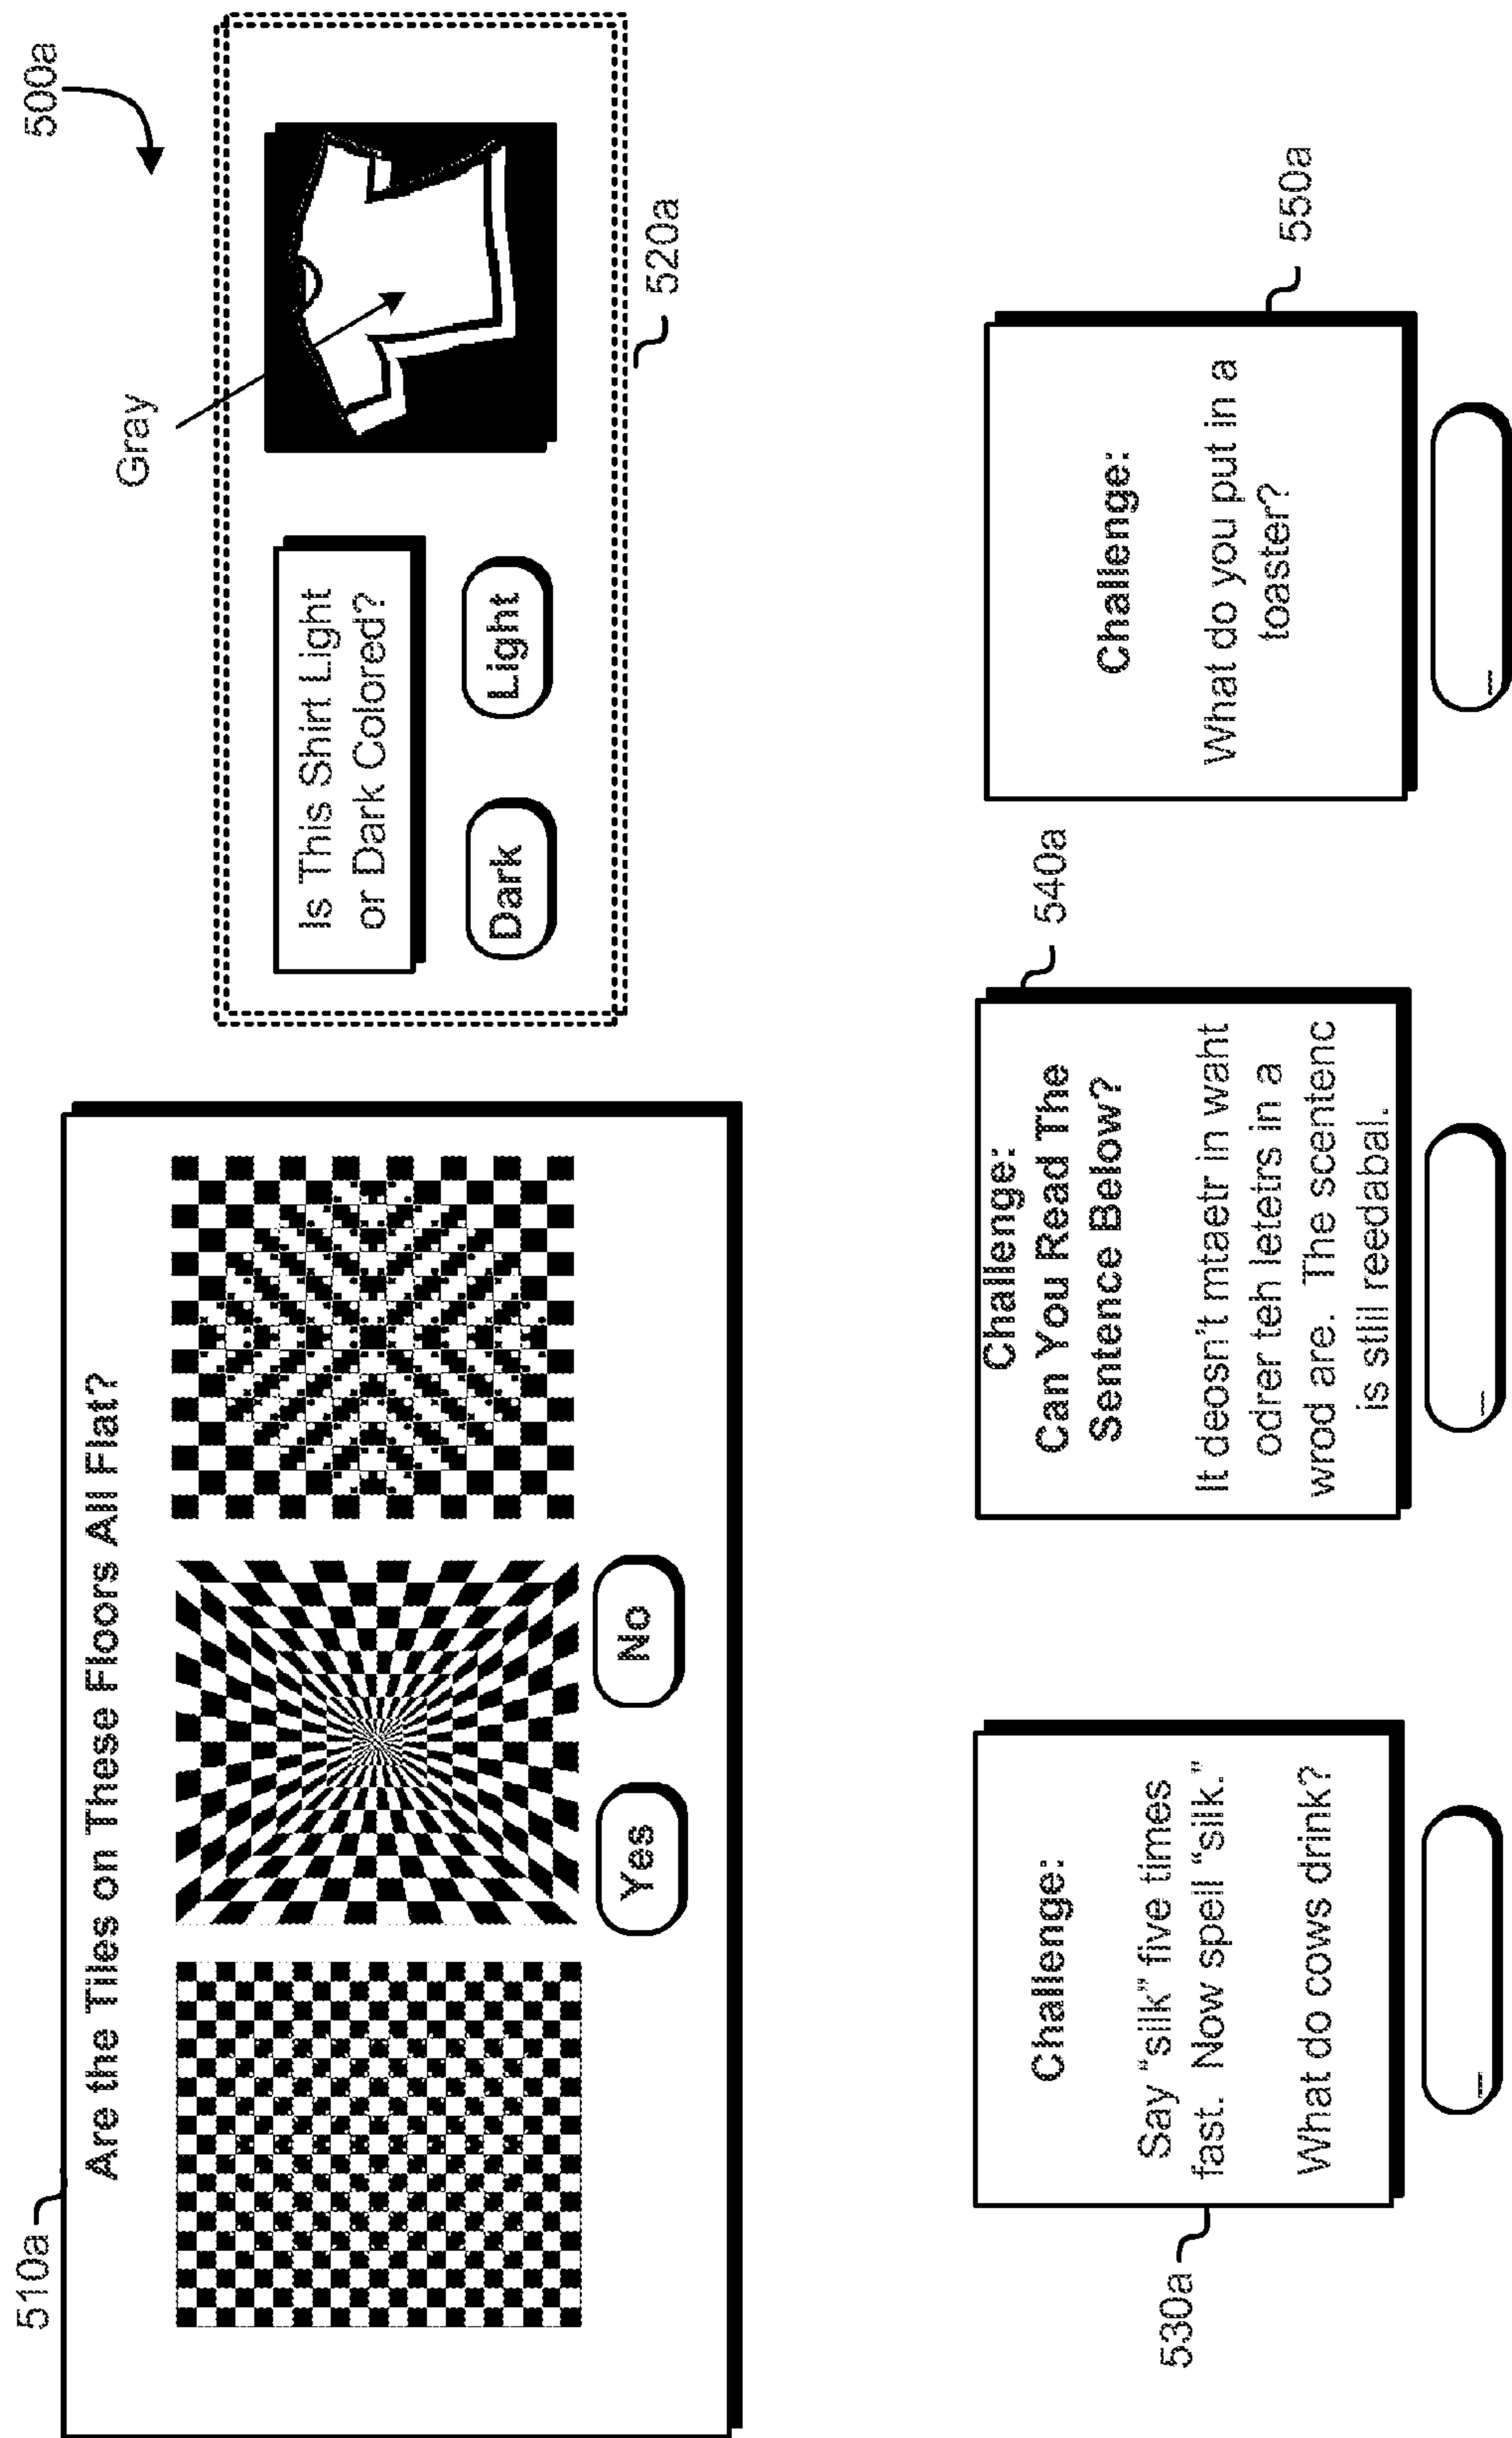 500a
510a
Are the Tiles on These Floors All Flat?
Yes
No
Gray
Is This Shirt Light
or Dark Colored?
Dark
Light
520a
530a
Challenge:
Say “silk” five times
fast. Now spell “silk.”
What do cows drink?
540a
Challenge:
Can You Read The
Sentence Below?
It deosn't mtaetr in waht
odrer teh leteirs in a
wrod are. The scentenc
is still reedabal.
550a
Challenge:
What do you put in a
toaster?